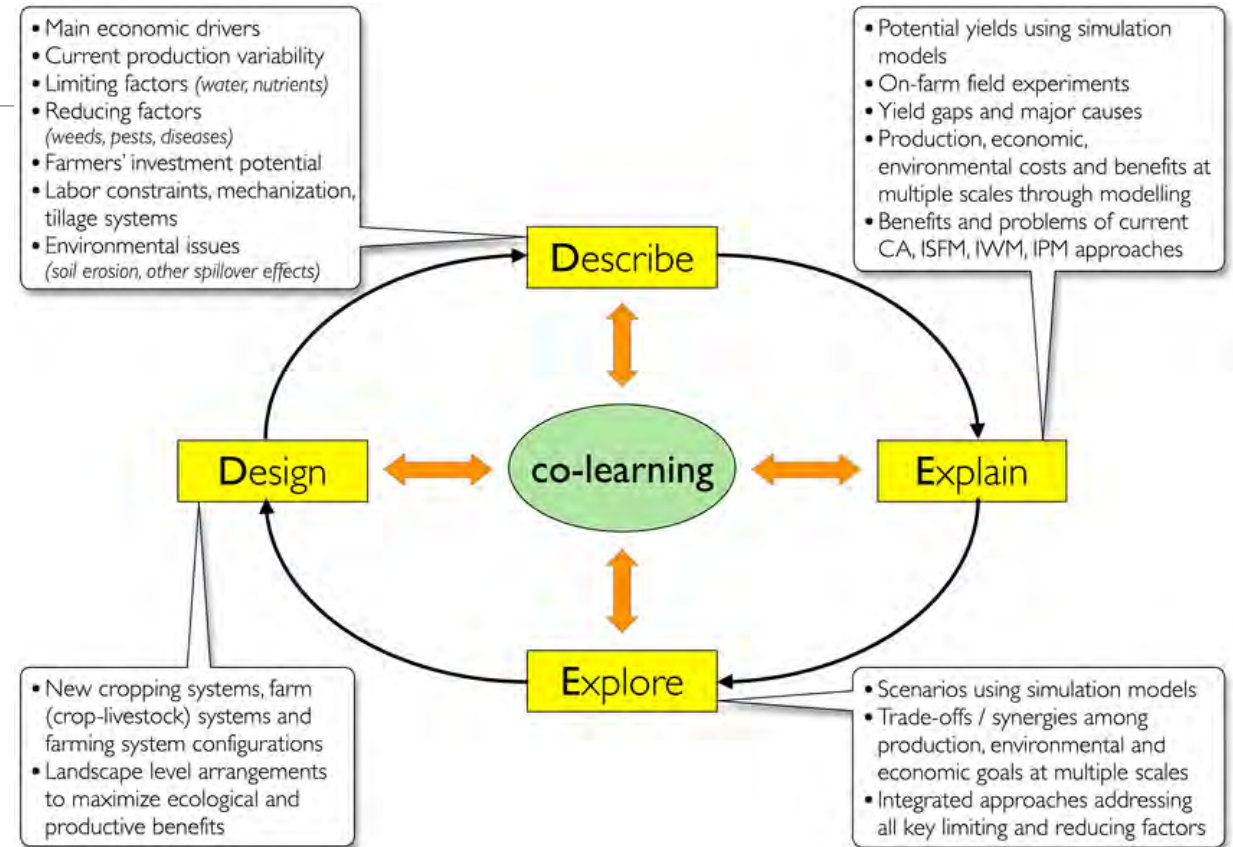 • Main economic drivers
• Current production variability
• Limiting factors (water, nutrients)
• Reducing factors
(weeds, pests, diseases)
• Farmers' investment potential
• Labor constraints, mechanization,
tillage systems
• Environmental issues
(soil erosion, other spillover effects)
• Potential yields using simulation
models
• On-farm field experiments
• Yield gaps and major causes
• Production, economic,
environmental costs and benefits at
multiple scales through modelling
• Benefits and problems of current
CA, ISFM, IWM, IPM approaches
Describe
Design
co-learning
Explain
Explore
• New cropping systems, farm
(crop-livestock) systems and
farming system configurations
• Landscape level arrangements
to maximize ecological and
productive benefits
• Scenarios using simulation models
• Trade-offs / synergies among
production, environmental and
economic goals at multiple scales
• Integrated approaches addressing
all key limiting and reducing factors